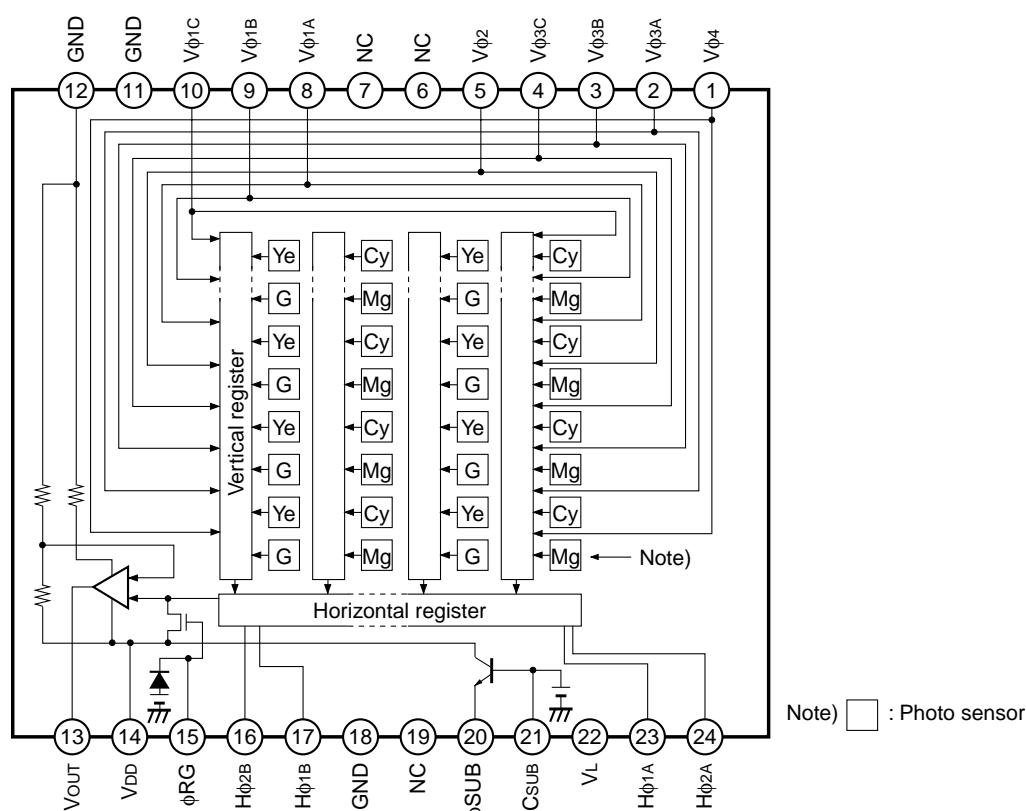 GND
GND
Vφ1C
Vφ1B
Vφ1A
NC
NC
Vφ2
Vφ3C
Vφ3B
Vφ3A
Vφ4
12
11
10
9
8
7
6
5
4
3
2
1
Ye Cy Ye Cy
G Mg G Mg
Ye Cy Ye Cy
G Mg G Mg
Ye Cy Ye Cy
G Mg G Mg
Ye Cy Ye Cy
G Mg G Mg
Vertical register
Note)
Horizontal register
13
14
15
16
17
18
19
20
21
22
23
24
VOUT
VDD
φRG
Hφ2B
Hφ1B
GND
NC
φSUB
CSUB
VL
Hφ1A
Hφ2A
Note) : Photo sensor